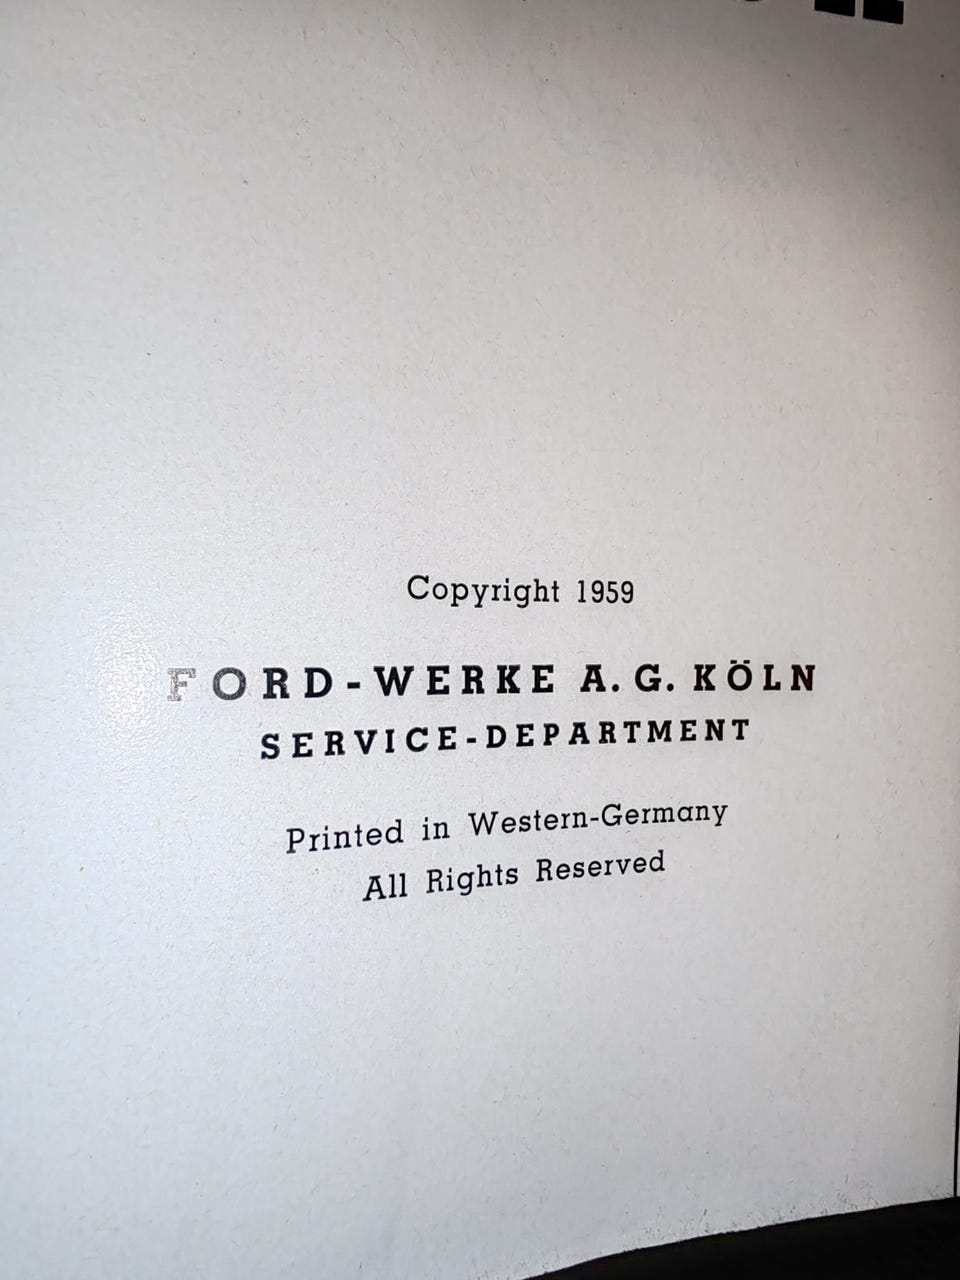 Copyright 1959
FORD-WERKE A. G. KÖLN
SERVICE-DEPARTMENT
Printed in Western-Germany
All Rights Reserved